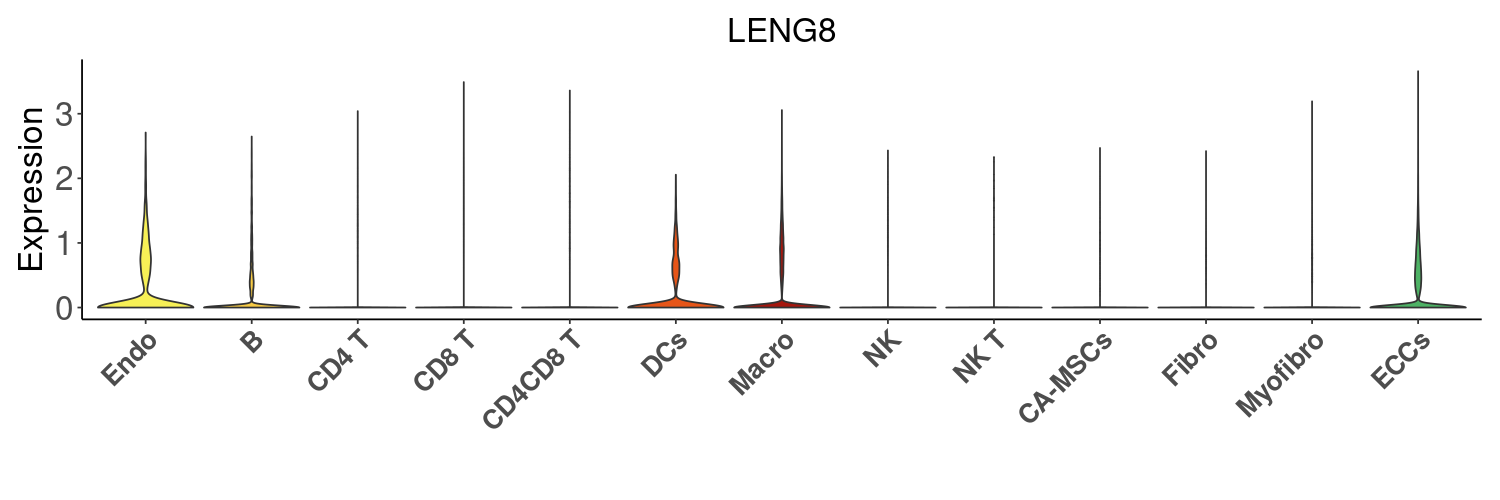 LENG8
Expression
3
2
1
0
Endo
B
CD4 T
CD8 T
CD4CD8 T
DCs
Macro
NK
NK T
CA-MSCs
Fibro
Myofibro
ECCs